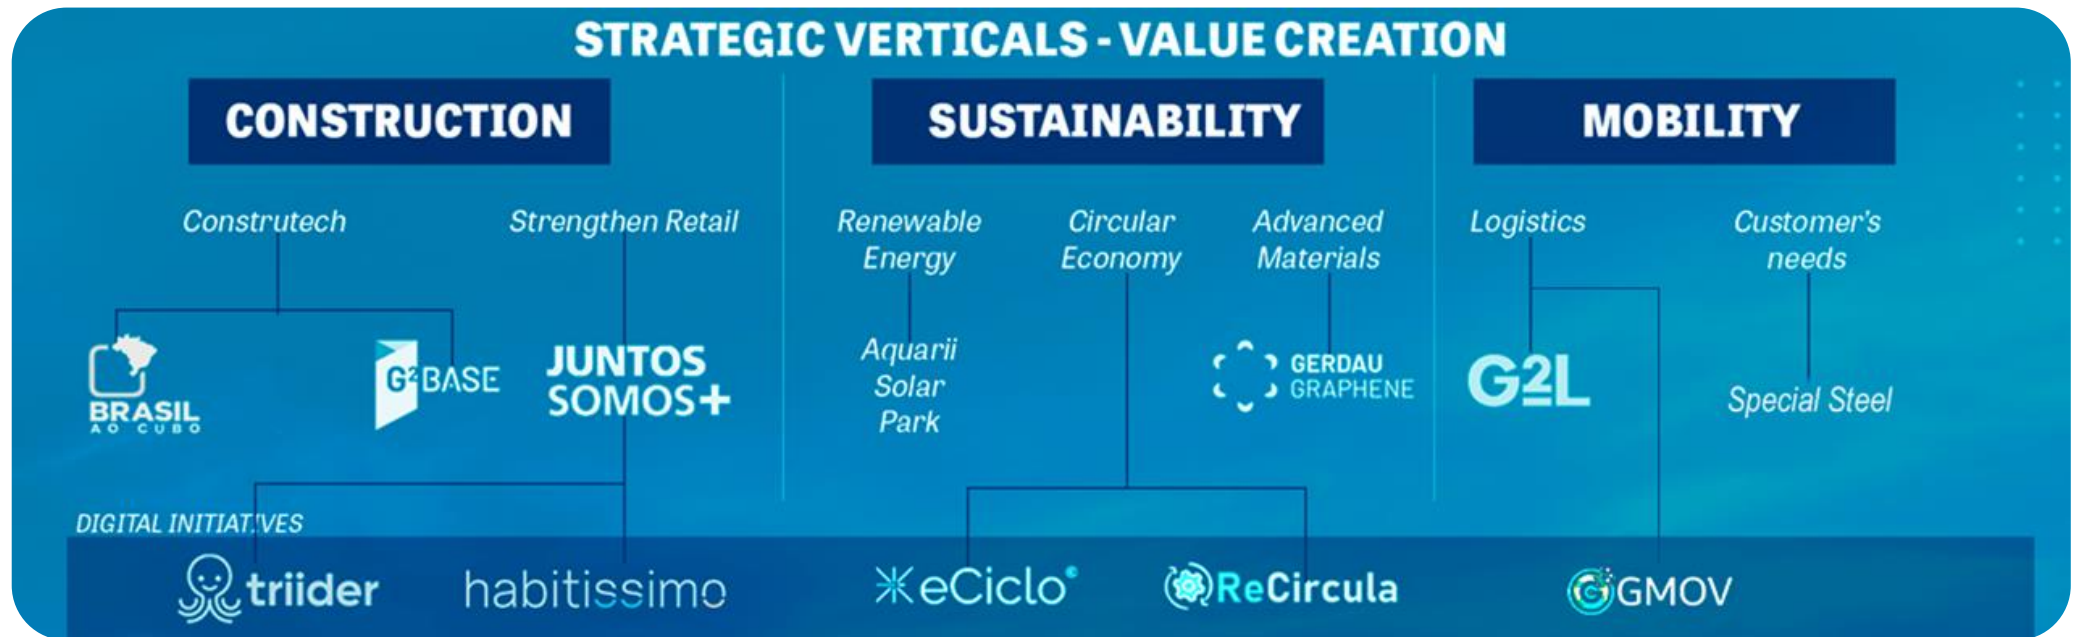 STRATEGIC VERTICALS - VALUE CREATION
CONSTRUCTION
SUSTAINABILITY
MOBILITY
Construtech
Strengthen Retail
Renewable
Energy
Circular
Economy
Advanced
Materials
Logistics
Customer's
needs
BRASIL
AO CUBO
G2BASE
JUNTOS
SOMOS+
Aquarii
Solar
Park
GERDAU
GRAPHENE
G2L
Special Steel
DIGITAL INITIATIVES
triider
habitissimo
eCiclo
ReCircula
GMOV